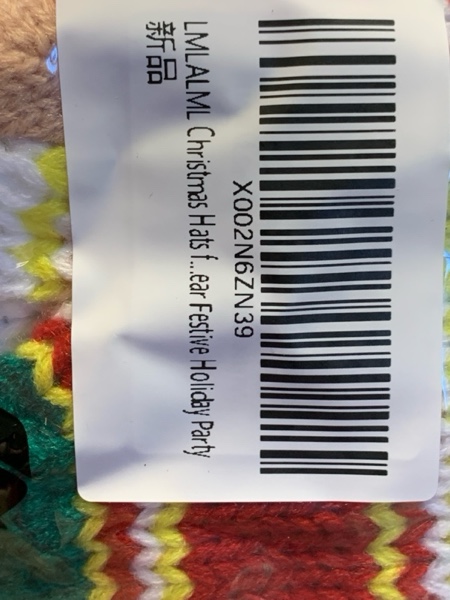 X002N6ZN39
LMLALML Christmas Hats f...ear Festive Holiday Party
新品